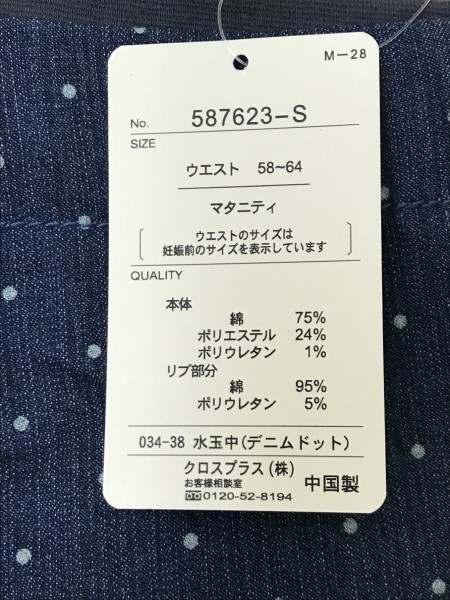 M-28
No. 587623-S
SIZE
ウエスト 58~64
マタニティ
ウエストのサイズは
妊娠前のサイズを表示しています
QUALITY
本体
綿 75%
ポリエステル 24%
ポリウレタン 1%
リブ部分
綿 95%
ポリウレタン 5%
034-38 水玉中(デニムドット)
クロスプラス(株)
お客様相談室
0120-52-8194
中国製